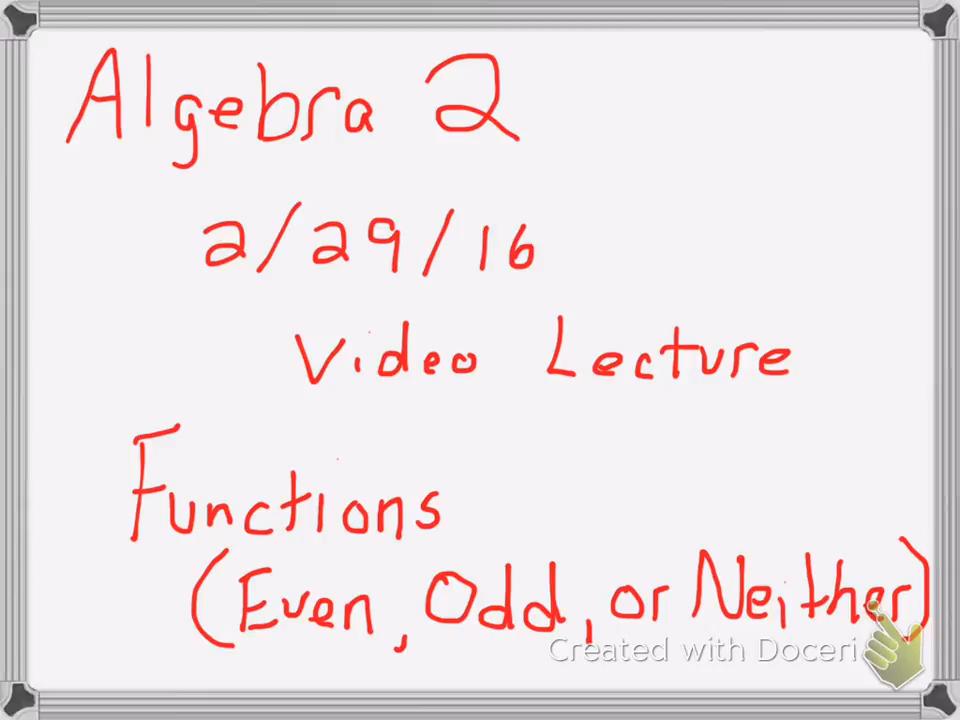 Algebra 2
2/29/16
Video Lecture
Functions
(Even, Odd, or Neither)
Created with Doceri